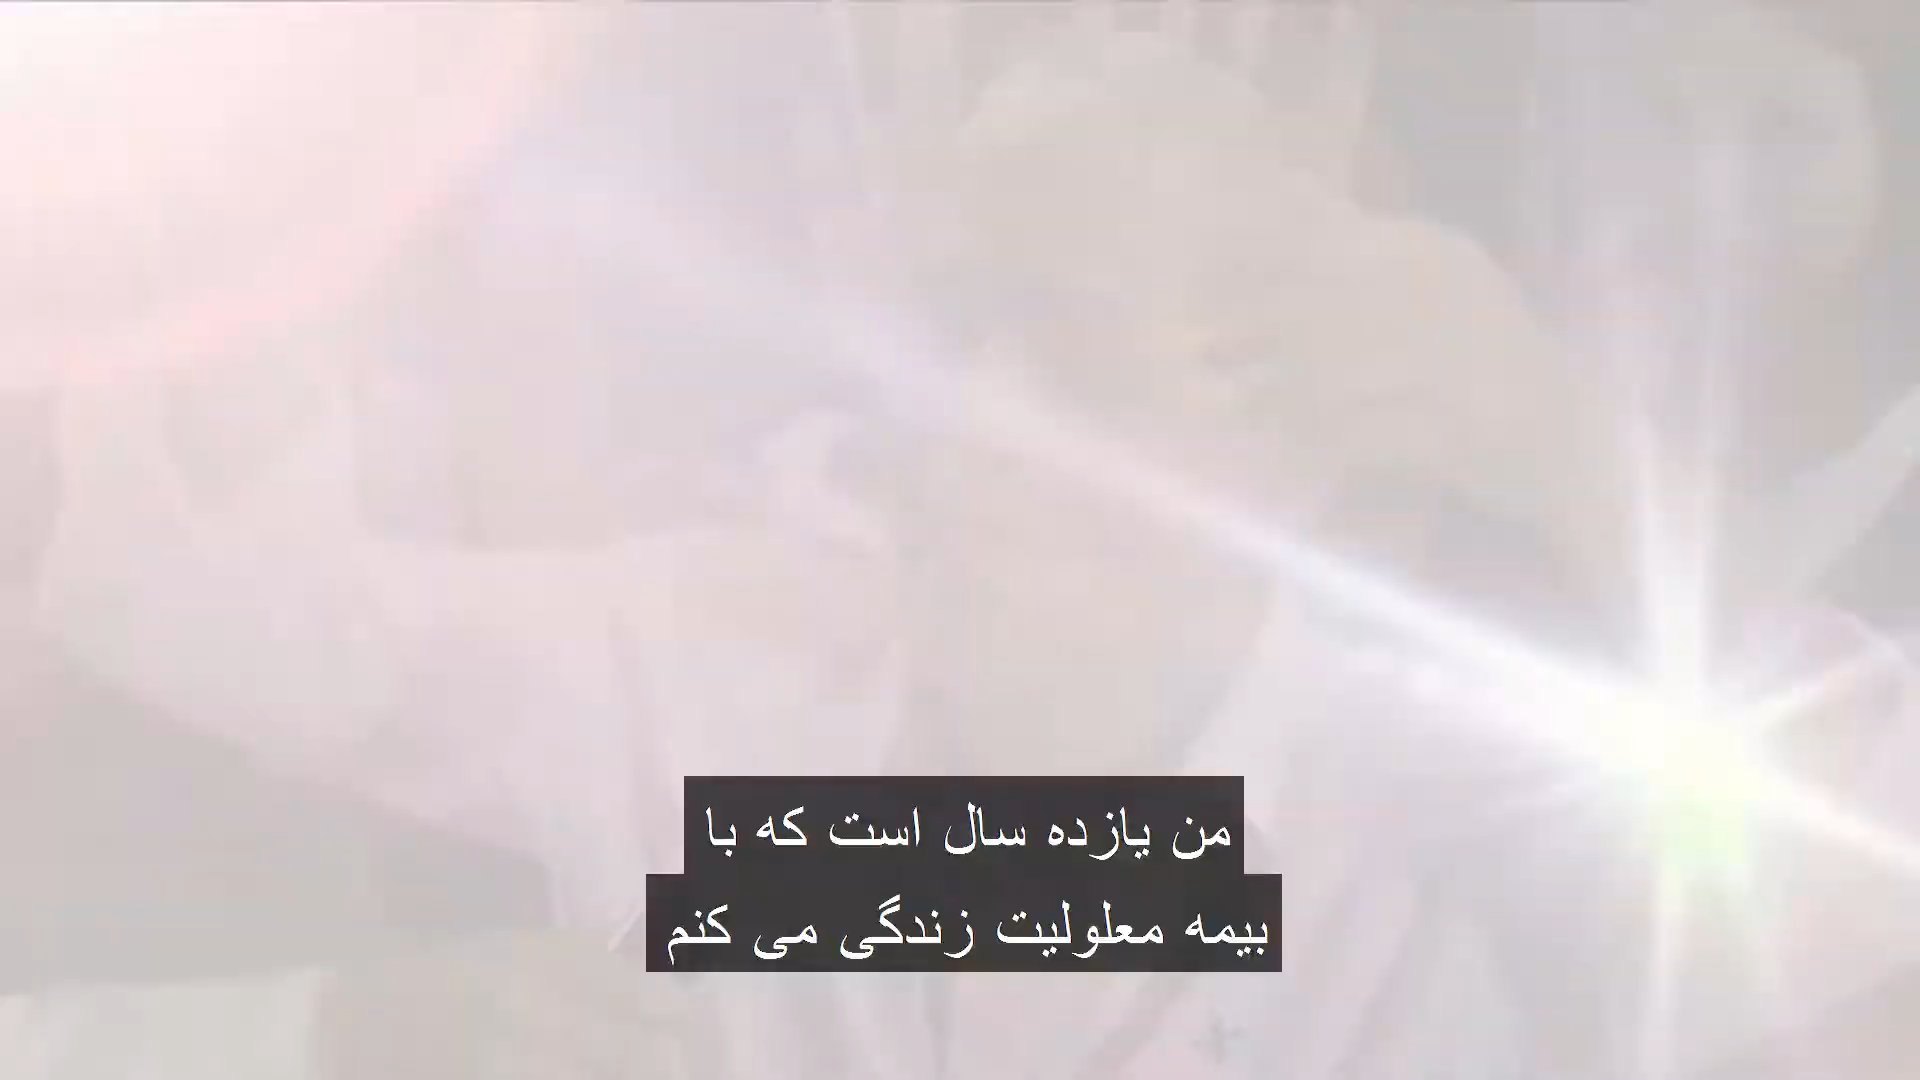 من یازده سال است که با
بیمه معلولیت زندگی می کنم